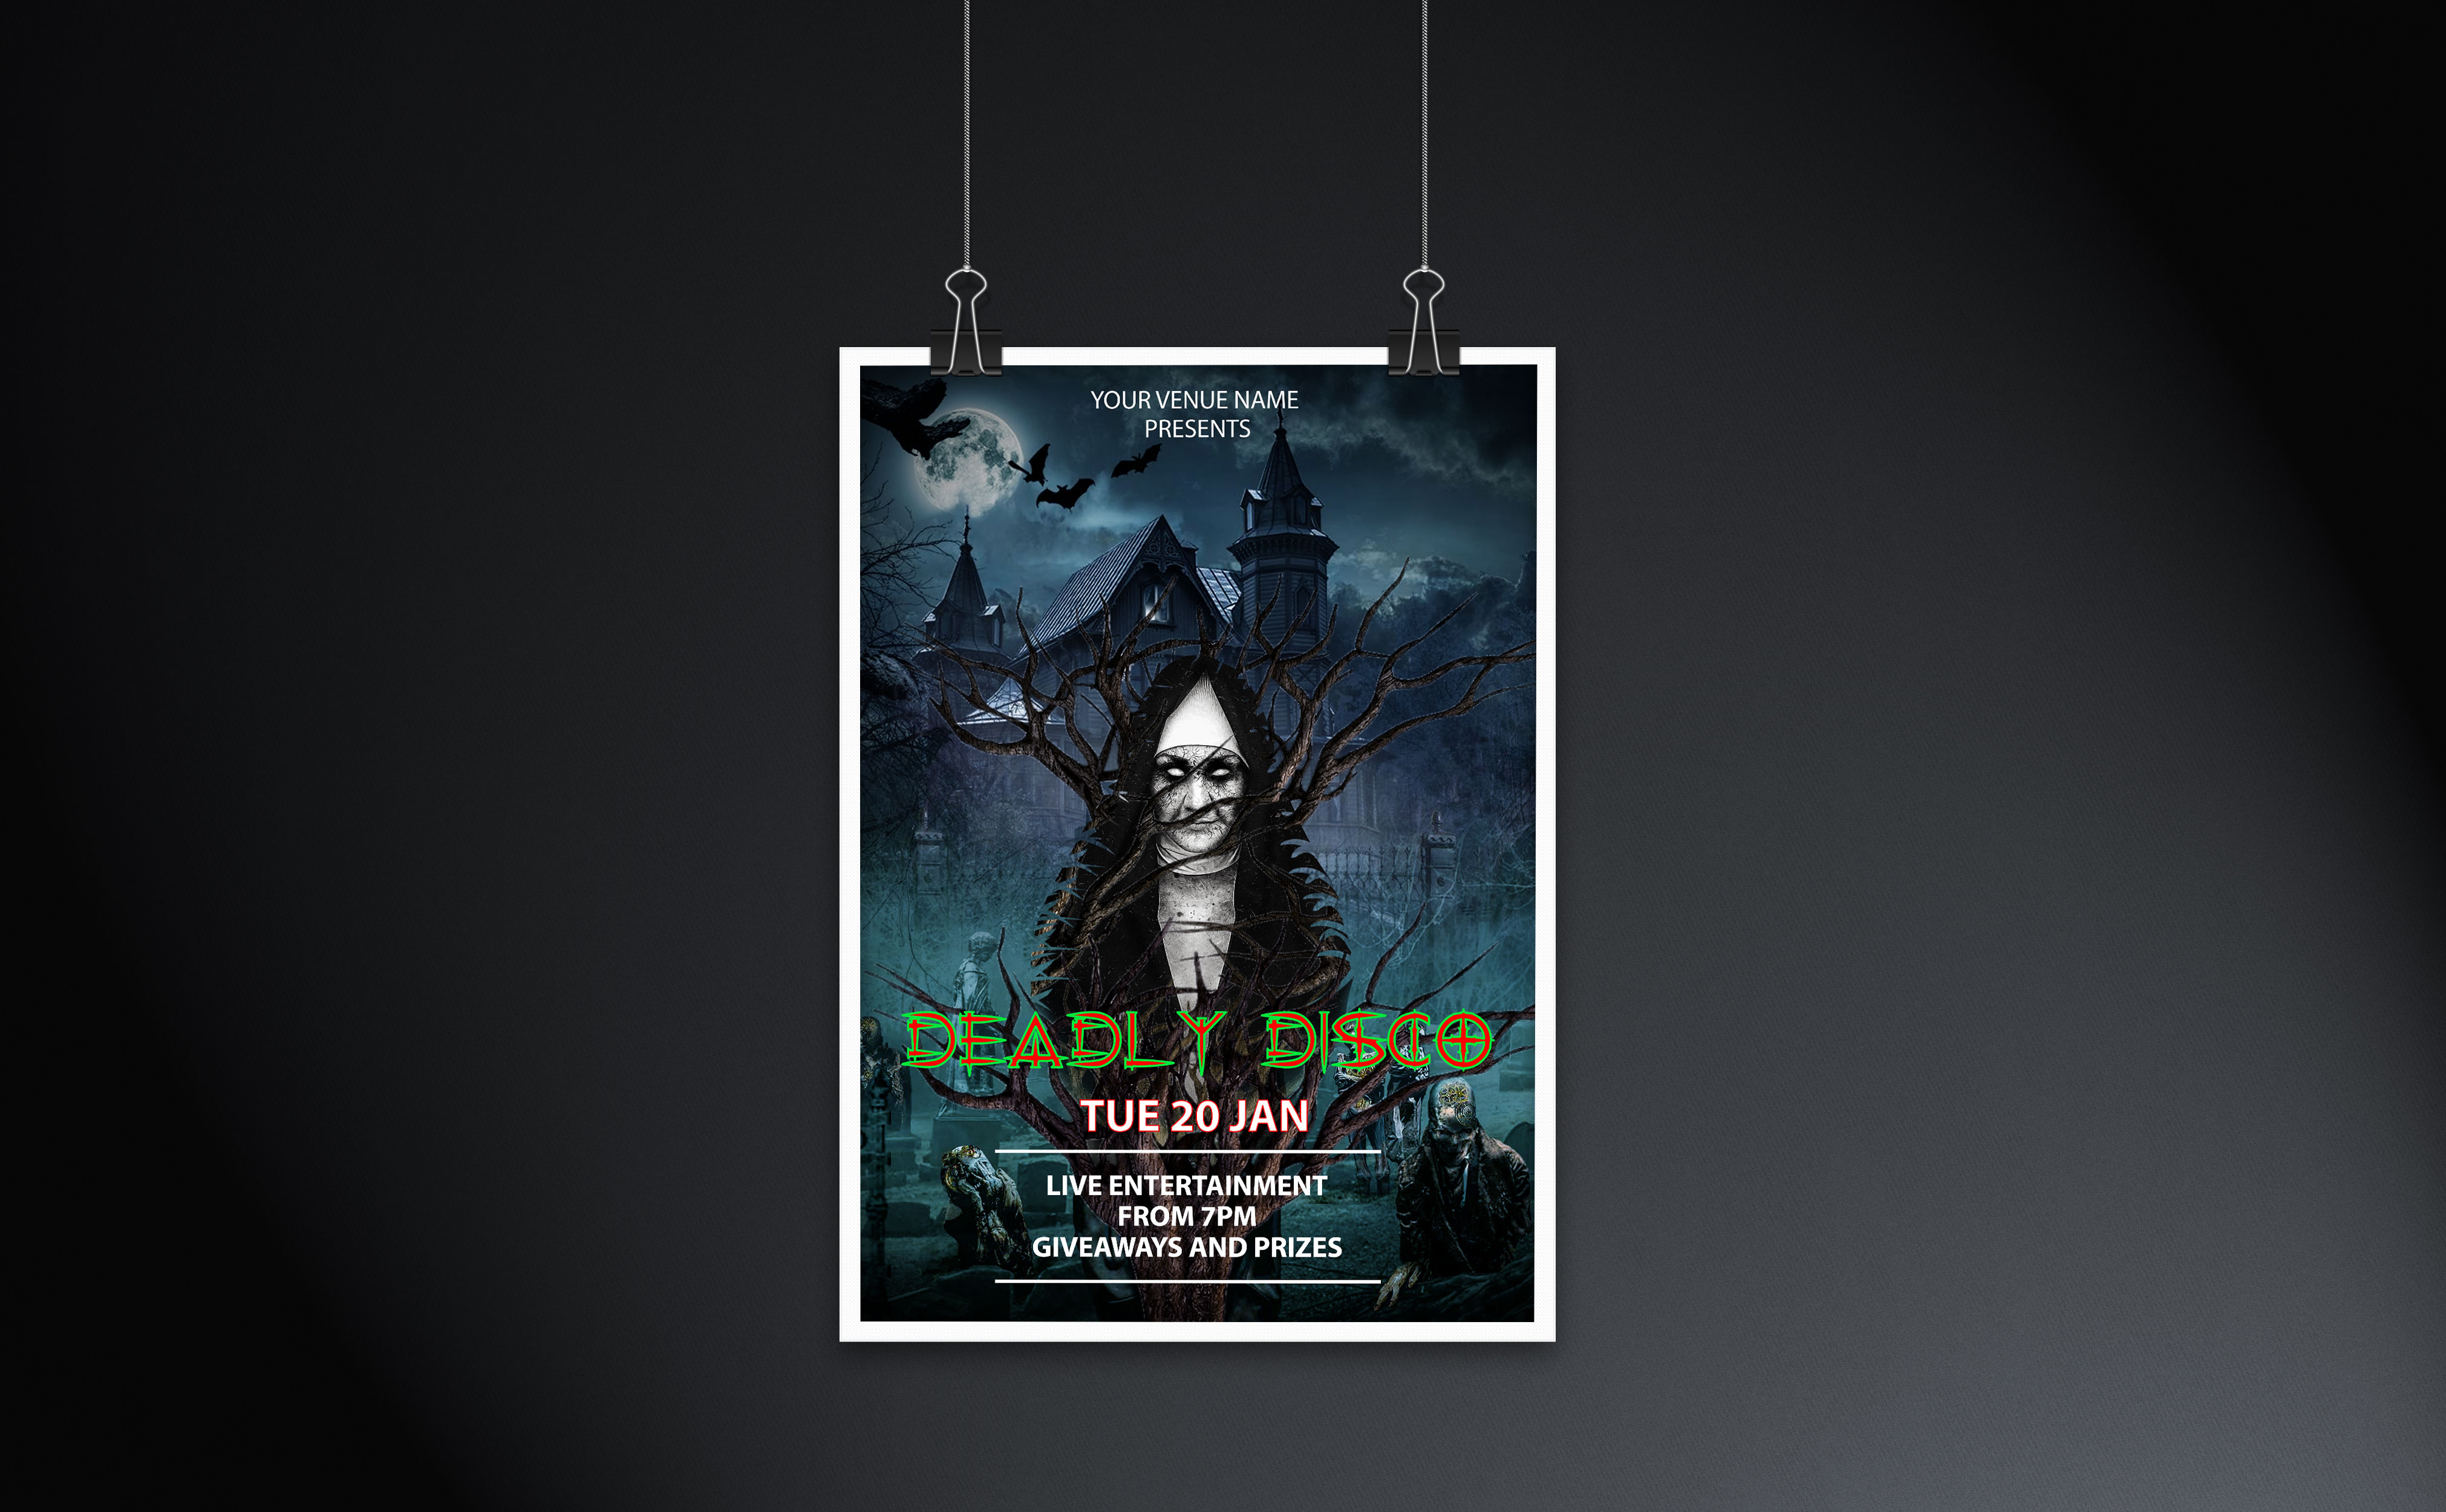 YOUR VENUE NAME
PRESENTS
DEADLY DISCO
TUE 20 JAN
LIVE ENTERTAINMENT
FROM 7PM
GIVEAWAYS AND PRIZES